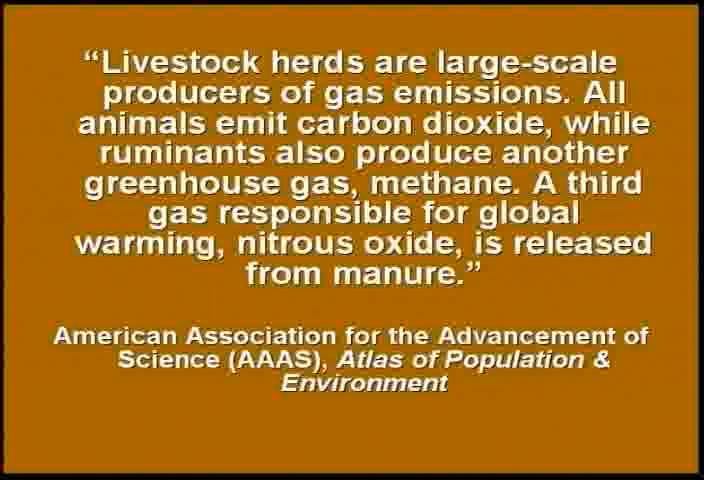 “Livestock herds are large-scale
producers of gas emissions. All
animals emit carbon dioxide, while
ruminants also produce another
greenhouse gas, methane. A third
gas responsible for global
warming, nitrous oxide, is released
from manure.”
American Association for the Advancement of
Science (AAAS), Atlas of Population &
Environment